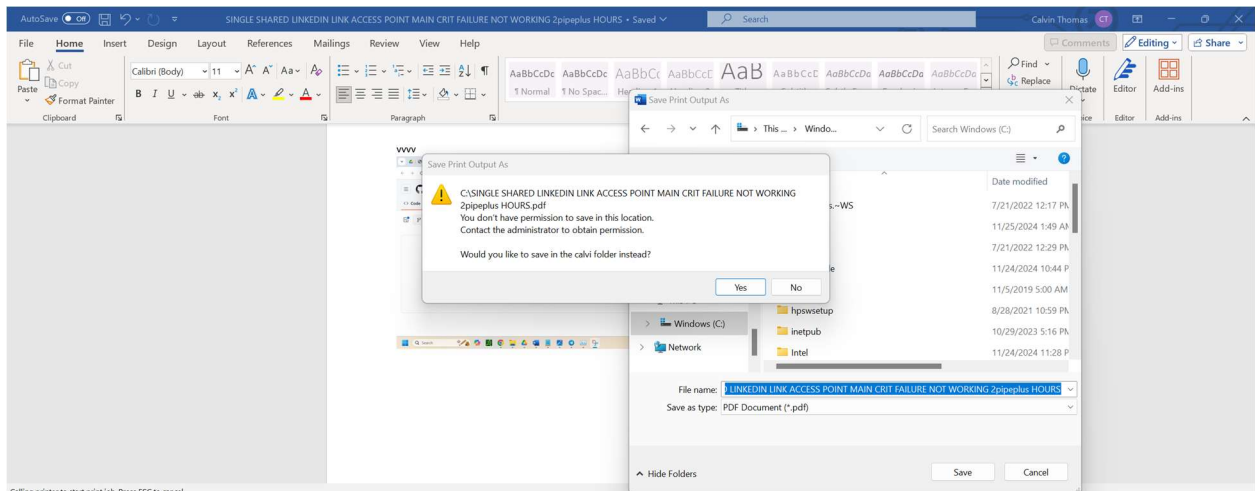 AutoSave Off SINGLE SHARED LINKEDIN LINK ACCESS POINT MAIN CRIT FAILURE NOT WORKING 2pipeplus HOURS • Saved Search Calvin Thomas CT
File Home Insert Design Layout References Mailings Review View Help Comments Editing Share
Paste Cut Copy Format Painter
Calibri (Body) 11 A A Aa A
B I U ab x₂ x² A A
AaBbCcDc AaBbCcDc AaBbCc AaBbCcE AaB AaBbCcE AaBbCcDa AaBbCcDa AaBbCcDa
¶ Normal ¶ No Spac...
Find
Replace
Dictate Editor Add-ins
Clipboard Font Paragraph Editor Add-ins
Save Print Output As
This ... > Windo... Search Windows (C:)
vvvv
Save Print Output As
C:\SINGLE SHARED LINKEDIN LINK ACCESS POINT MAIN CRIT FAILURE NOT WORKING
2pipeplus HOURS.pdf
You don't have permission to save in this location.
Contact the administrator to obtain permission.
Would you like to save in the calvi folder instead?
Yes No
Date modified
s.~WS 7/21/2022 12:17 PM
11/25/2024 1:49 AM
7/21/2022 12:29 PM
11/24/2024 10:44 P
11/5/2019 5:00 AM
hpswsetup 8/28/2021 10:59 PM
Windows (C:) inetpub 10/29/2023 5:16 PM
Network Intel 11/24/2024 11:28 P
File name: LINKEDIN LINK ACCESS POINT MAIN CRIT FAILURE NOT WORKING 2pipeplus HOURS
Save as type: PDF Document (*.pdf)
Hide Folders Save Cancel